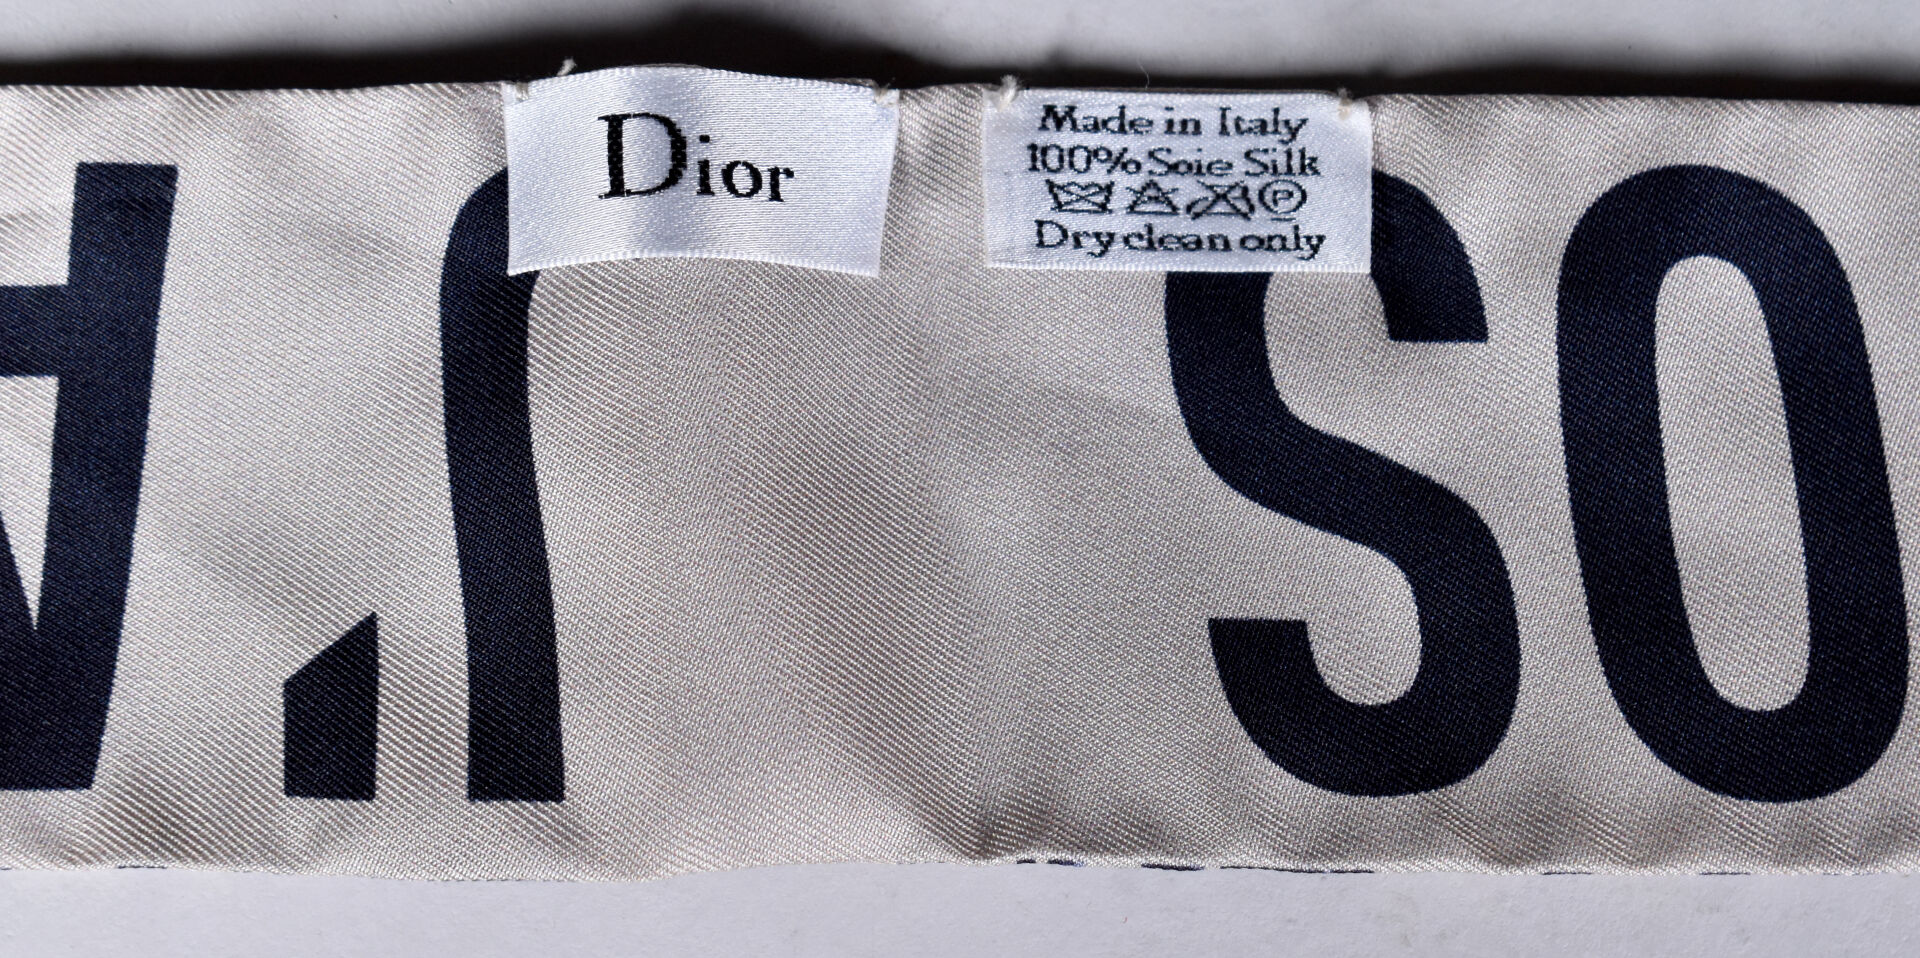 Dior
Made in Italy
100% Soie Silk
P
Dry clean only
SO